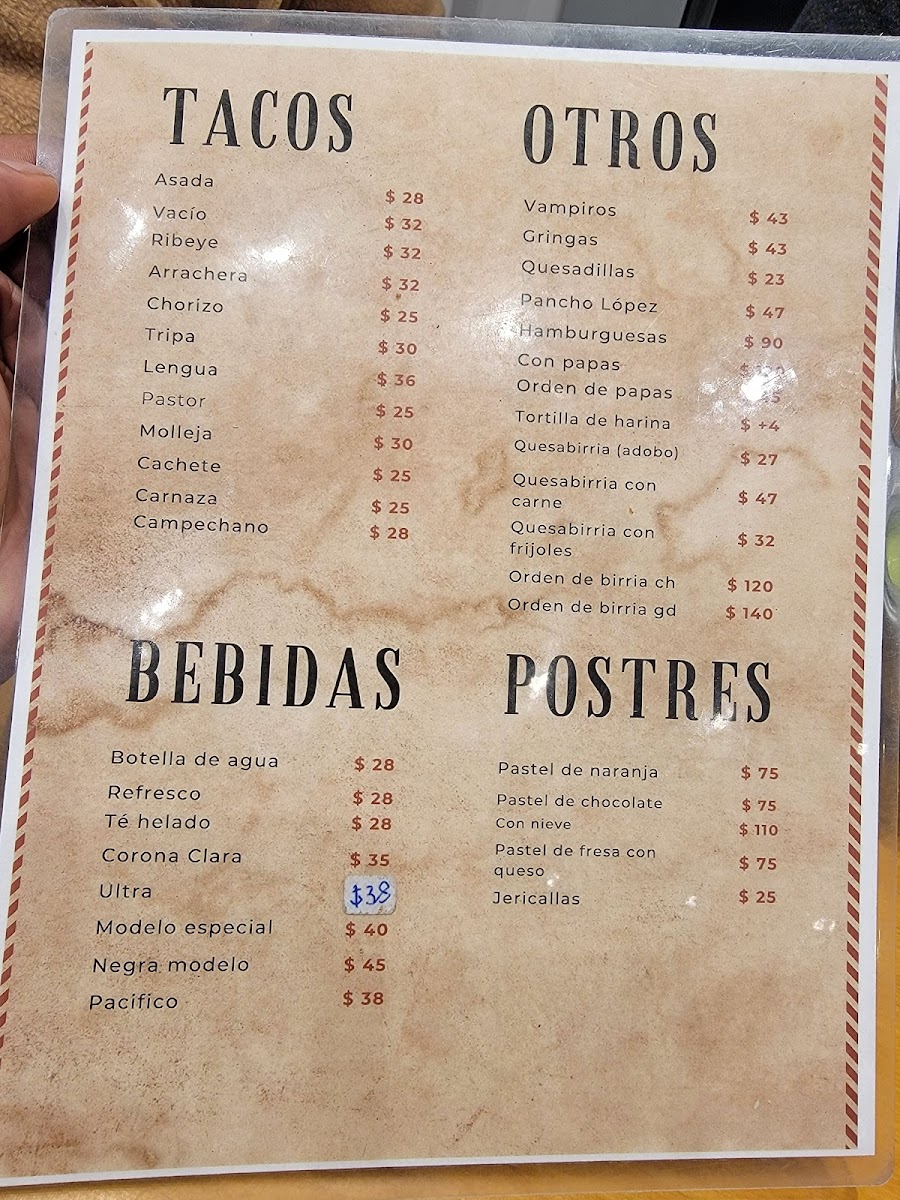 TACOS
Asada $ 28
Vacío $ 32
Ribeye $ 32
Arrachera $ 32
Chorizo $ 25
Tripa $ 30
Lengua $ 36
Pastor $ 25
Molleja $ 30
Cachete $ 25
Carnaza $ 25
Campechano $ 28
OTROS
Vampiros $ 43
Gringas $ 43
Quesadillas $ 23
Pancho López $ 47
Hamburguesas $ 90
Con papas
Orden de papas
Tortilla de harina $ +4
Quesabirria (adobo) $ 27
Quesabirria con
carne $ 47
Quesabirria con
frijoles $ 32
Orden de birria ch $ 120
Orden de birria gd $ 140
BEBIDAS
Botella de agua $ 28
Refresco $ 28
Té helado $ 28
Corona Clara $ 35
Ultra $38
Modelo especial $ 40
Negra modelo $ 45
Pacifico $ 38
POSTRES
Pastel de naranja $ 75
Pastel de chocolate $ 75
Con nieve $ 110
Pastel de fresa con
queso $ 75
Jericallas $ 25